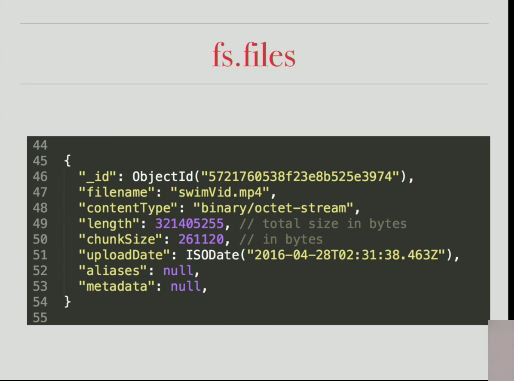 fs.files
44
45 {
46 "_id": ObjectId("5721760538f23e8b525e3974"),
47 "filename": "swimVid.mp4",
48 "contentType": "binary/octet-stream",
49 "length": 321405255, // total size in bytes
50 "chunkSize": 261120, // in bytes
51 "uploadDate": ISODate("2016-04-28T02:31:38.463Z"),
52 "aliases": null,
53 "metadata": null,
54 }
55